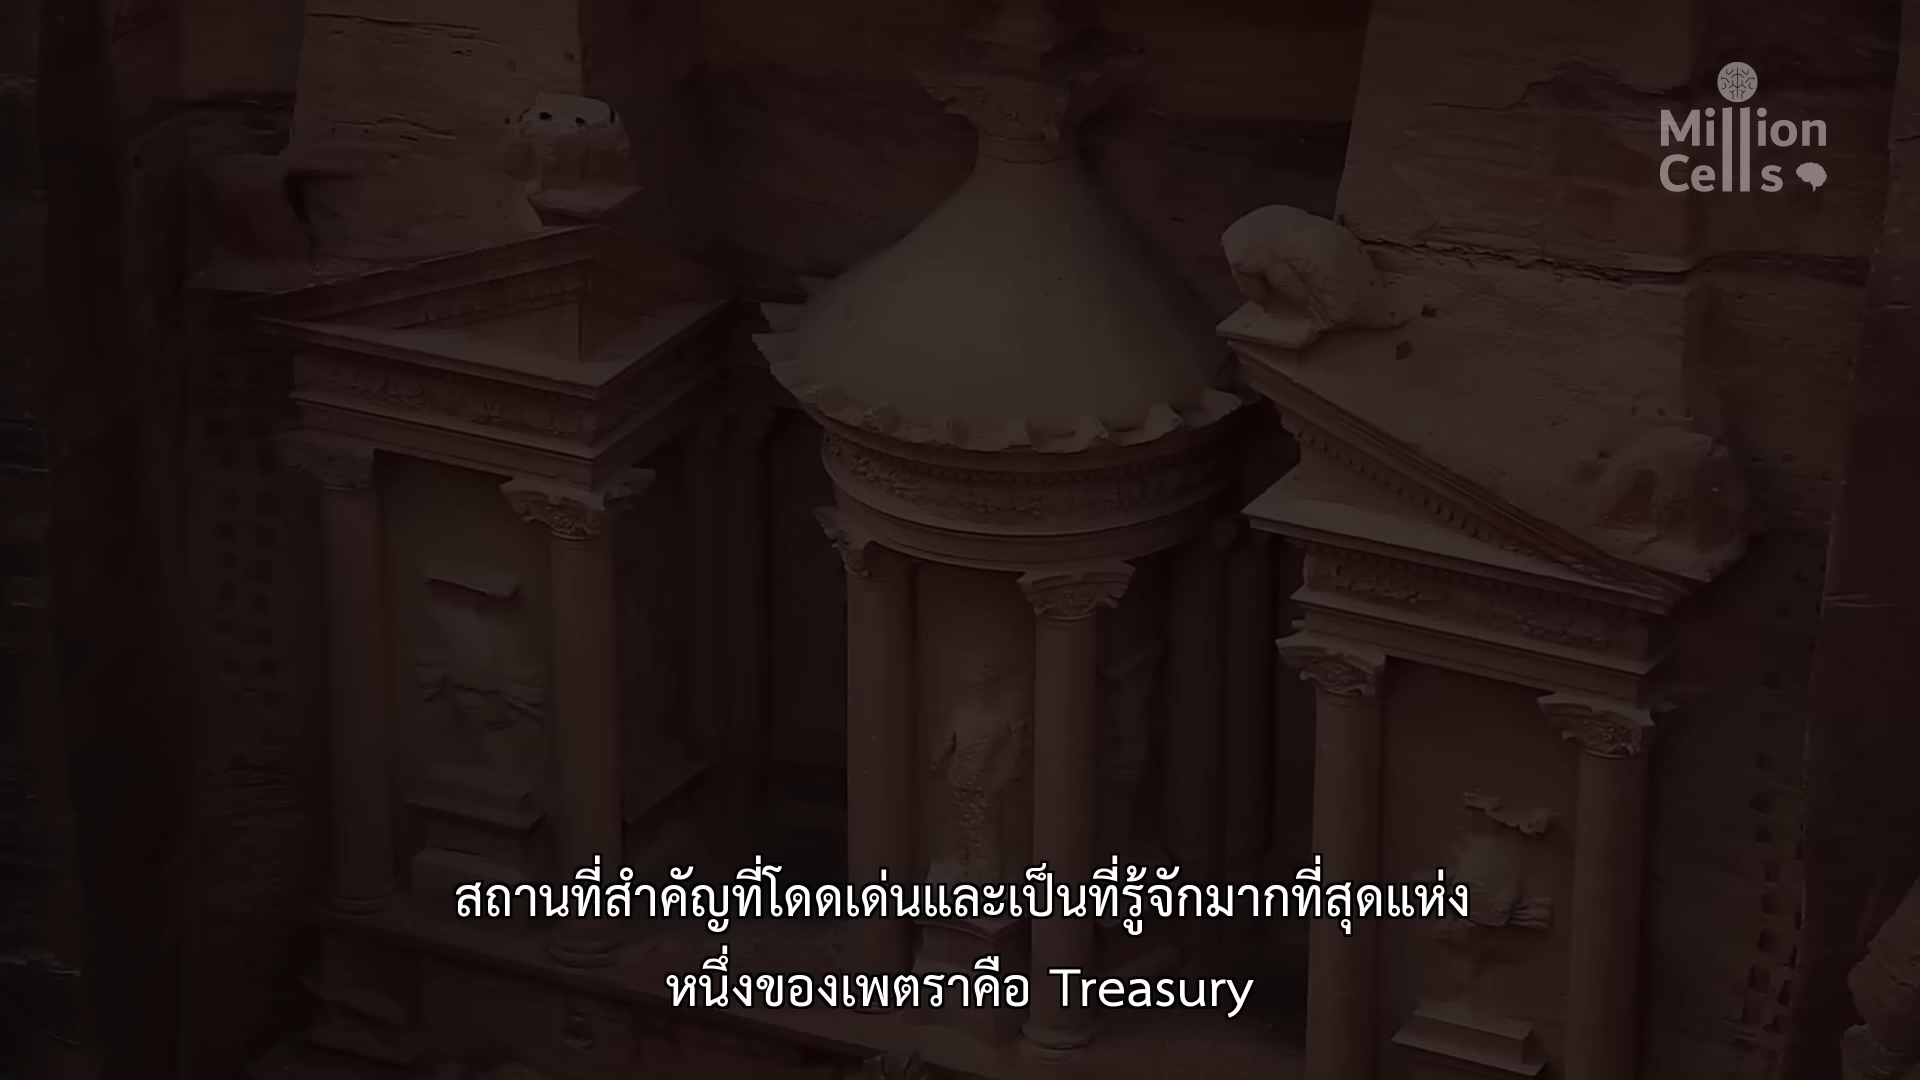 Million
Cells
สถานที่สำคัญที่โดดเด่นและเป็นที่รู้จักมากที่สุดแห่ง
หนึ่งของเพตราคือ Treasury